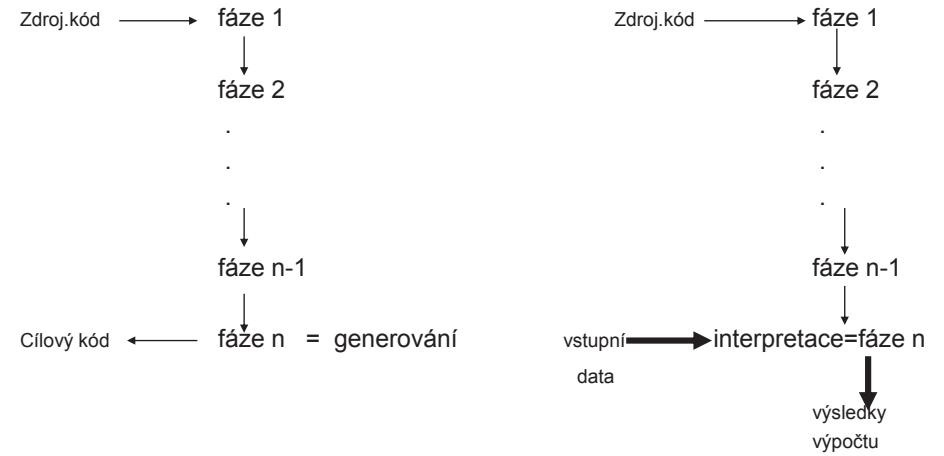 Zdroj.kód fáze 1
fáze 2
.
.
.
fáze n-1
Cílový kód fáze n = generování
Zdroj.kód fáze 1
fáze 2
.
.
.
fáze n-1
vstupní interpretace=fáze n
data
výsledky
výpočtu